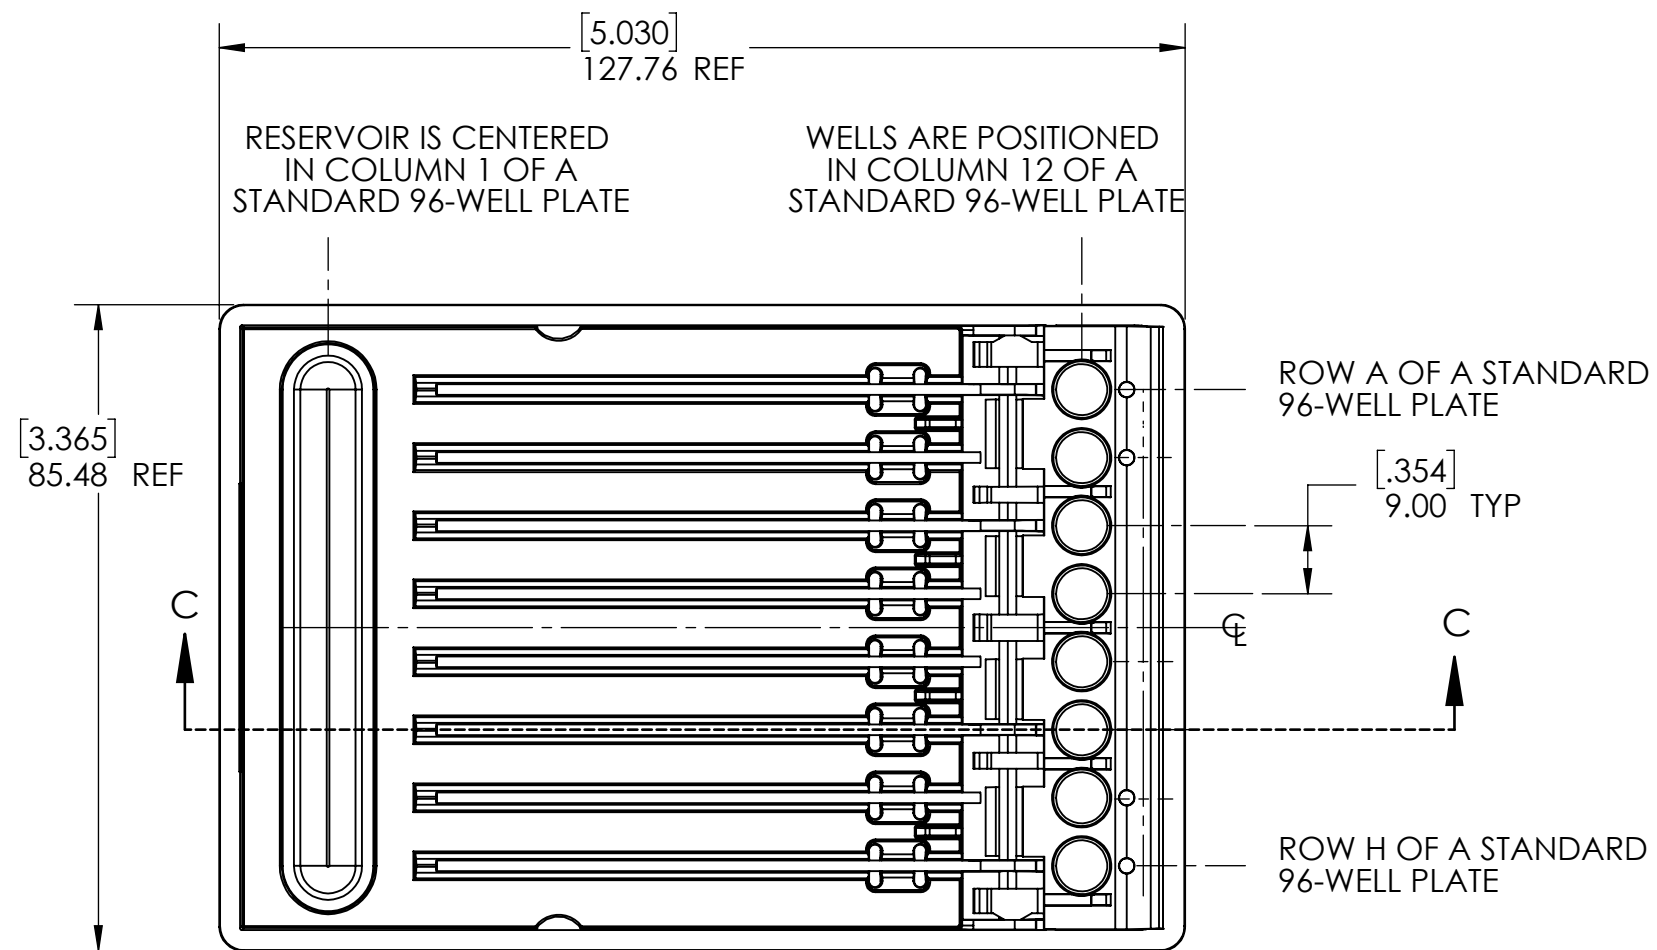 [5.030]
127.76 REF
RESERVOIR IS CENTERED
IN COLUMN 1 OF A
STANDARD 96-WELL PLATE
WELLS ARE POSITIONED
IN COLUMN 12 OF A
STANDARD 96-WELL PLATE
ROW A OF A STANDARD
96-WELL PLATE
[3.365]
85.48 REF
[.354]
9.00 TYP
C
℄
C
ROW H OF A STANDARD
96-WELL PLATE